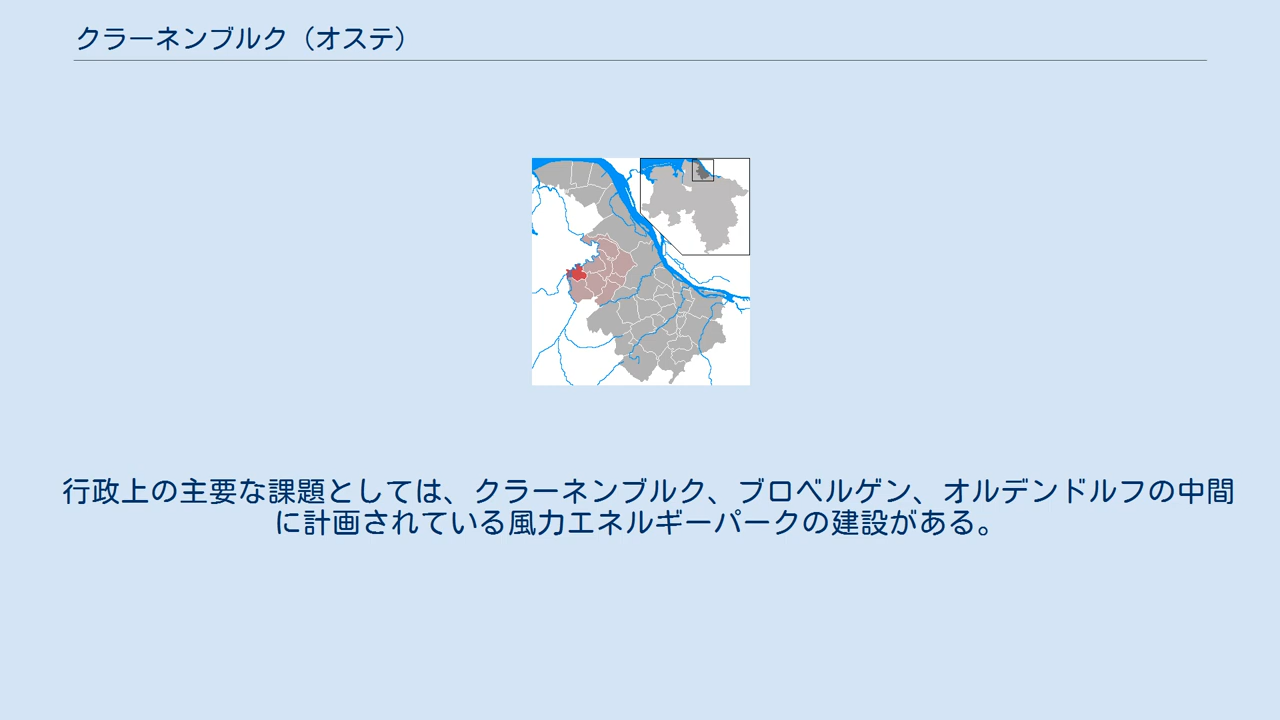 クラーネンブルク（オステ）
行政上の主要な課題としては、クラーネンブルク、ブロベルゲン、オルデンドルフの中間
に計画されている風力エネルギーパークの建設がある。